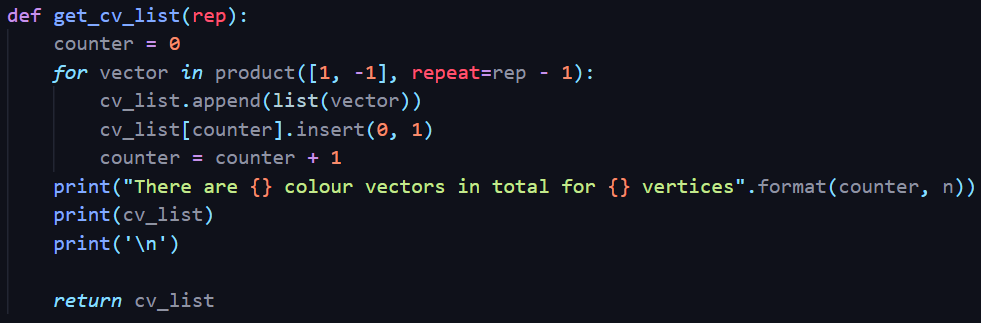 def get_cv_list(rep):
    counter = 0
    for vector in product([1, -1], repeat=rep - 1):
        cv_list.append(list(vector))
        cv_list[counter].insert(0, 1)
        counter = counter + 1
    print("There are {} colour vectors in total for {} vertices".format(counter, n))
    print(cv_list)
    print('\n')

    return cv_list